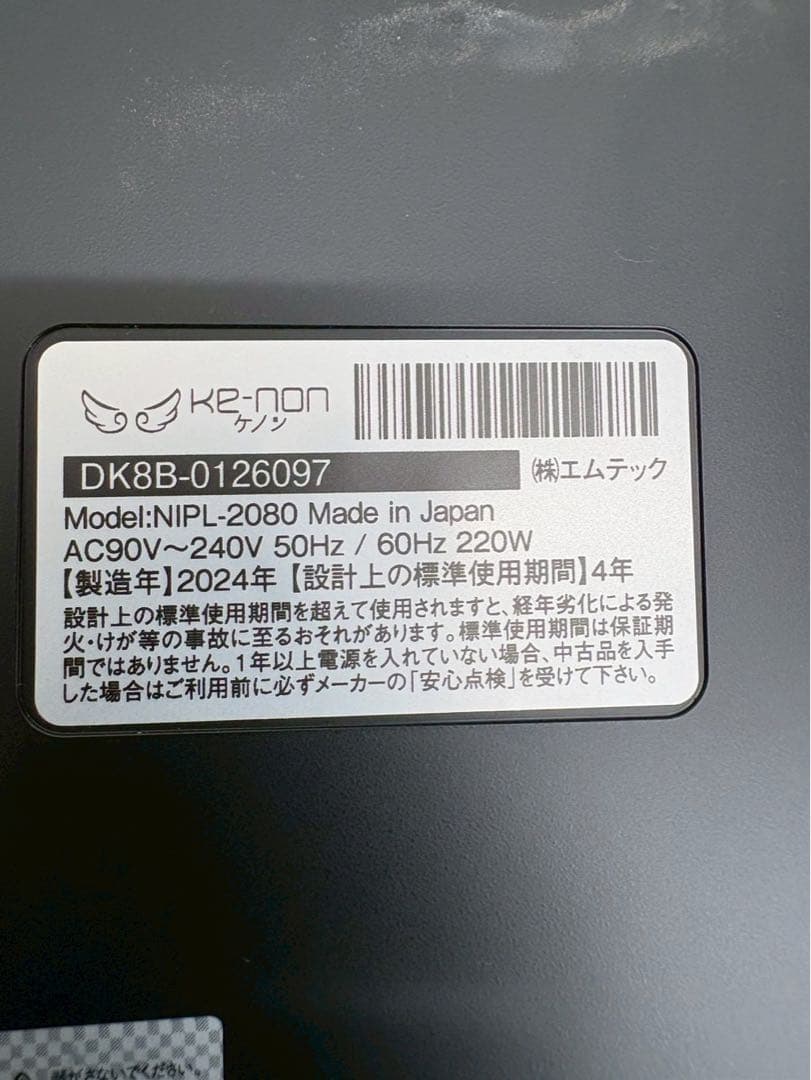 Ke-non
ケノン
DK8B-0126097
㈱エムテック
Model:NIPL-2080 Made in Japan
AC90V～240V 50Hz / 60Hz 220W
【製造年】2024年【設計上の標準使用期間】4年
設計上の標準使用期間を超えて使用されますと、経年劣化による発
火・けが等の事故に至るおそれがあります。標準使用期間は保証期
間ではありません。1年以上電源を入れていない場合、中古品を入手
した場合はご利用前に必ずメーカーの「安心点検」を受けて下さい。
さないでください。